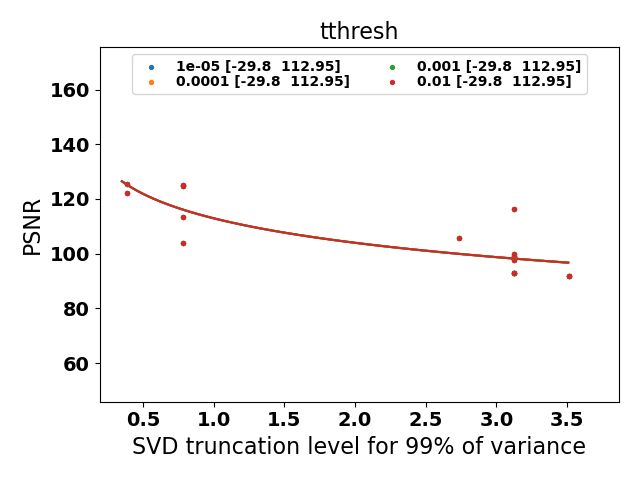 tthresh
1e-05 [-29.8  112.95]
0.0001 [-29.8  112.95]
0.001 [-29.8  112.95]
0.01 [-29.8  112.95]
160
140
120
100
80
60
PSNR
0.5 1.0 1.5 2.0 2.5 3.0 3.5
SVD truncation level for 99% of variance